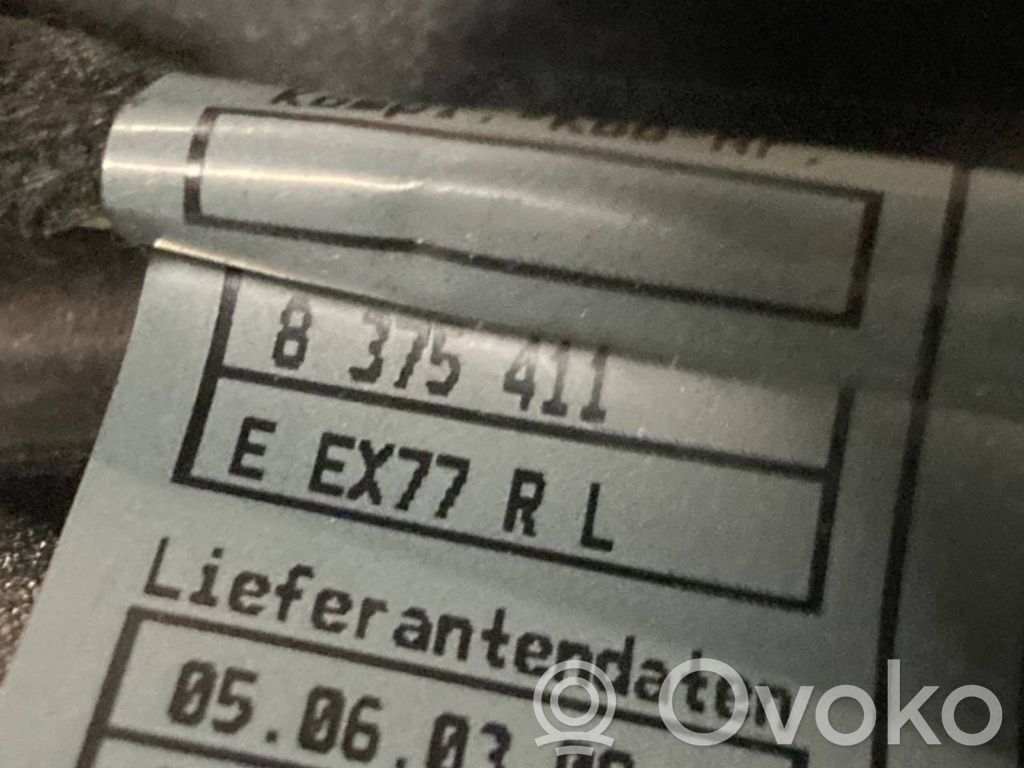 8 375 411
E EX77 R L
Lieferantendaten
05.06.03
Ovoko